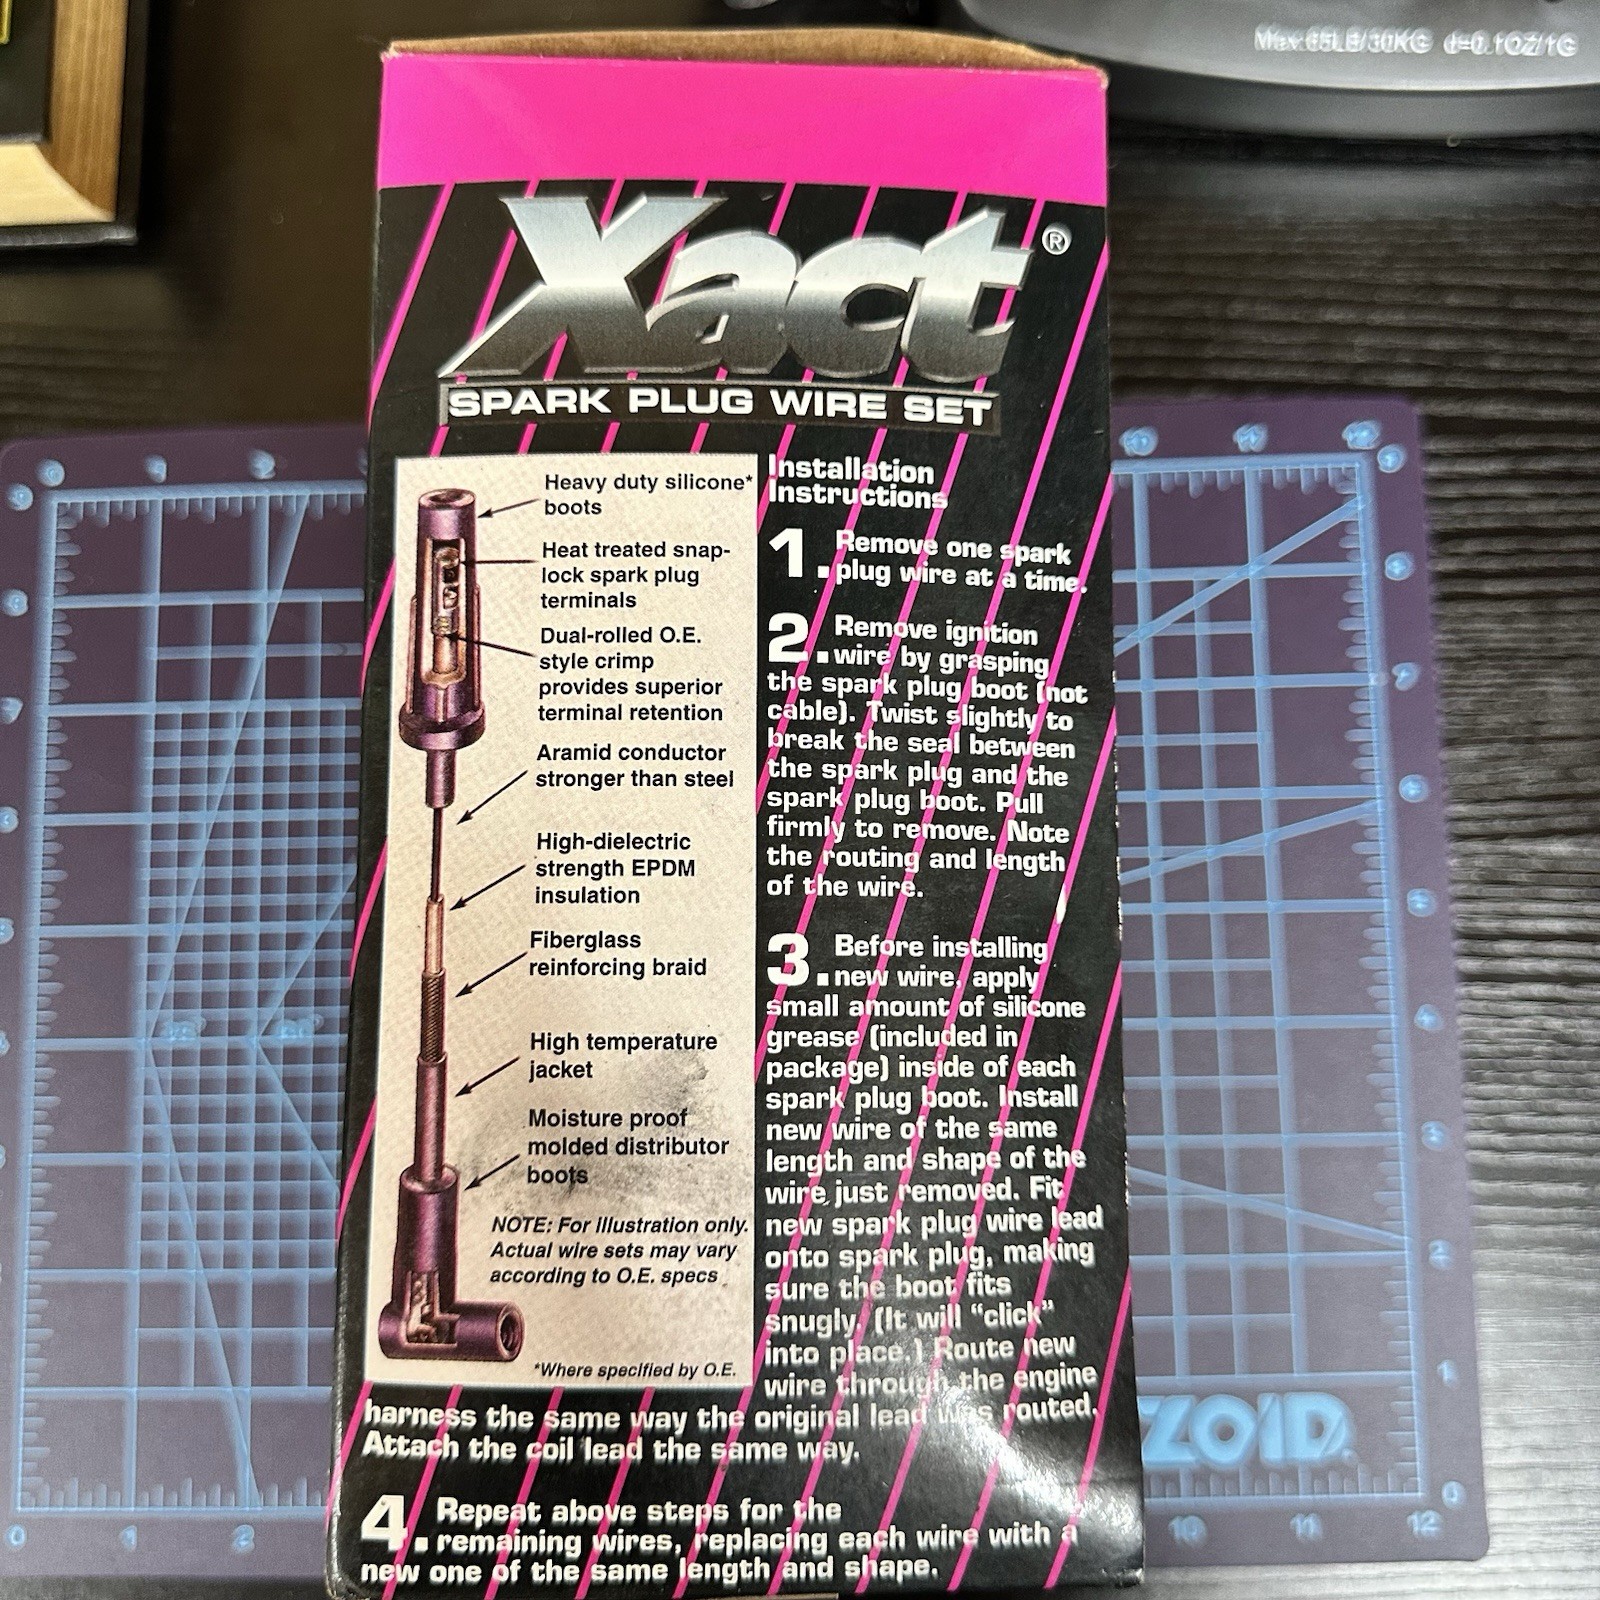 Max:65LB/30KG d=0.1OZ/1G
Xact®
SPARK PLUG WIRE SET
Heavy duty silicone*
boots
Heat treated snap-
lock spark plug
terminals
Dual-rolled O.E.
style crimp
provides superior
terminal retention
Aramid conductor
stronger than steel
High-dielectric
strength EPDM
insulation
Fiberglass
reinforcing braid
High temperature
jacket
Moisture proof
molded distributor
boots
NOTE: For illustration only.
Actual wire sets may vary
according to O.E. specs
*Where specified by O.E.
Installation
Instructions
1. Remove one spark
plug wire at a time.
2. Remove ignition
wire by grasping
the spark plug boot (not
cable). Twist slightly to
break the seal between
the spark plug and the
spark plug boot. Pull
firmly to remove. Note
the routing and length
of the wire.
3. Before installing
new wire, apply
small amount of silicone
grease (included in
package) inside of each
spark plug boot. Install
new wire of the same
length and shape of the
wire just removed. Fit
new spark plug wire lead
onto spark plug, making
sure the boot fits
snugly. (It will “click”
into place.) Route new
wire through the engine
harness the same way the original lead was routed.
Attach the coil lead the same way.
4. Repeat above steps for the
remaining wires, replacing each wire with a
new one of the same length and shape.
ZOID
0 1 2 10 11 12
2
1
0